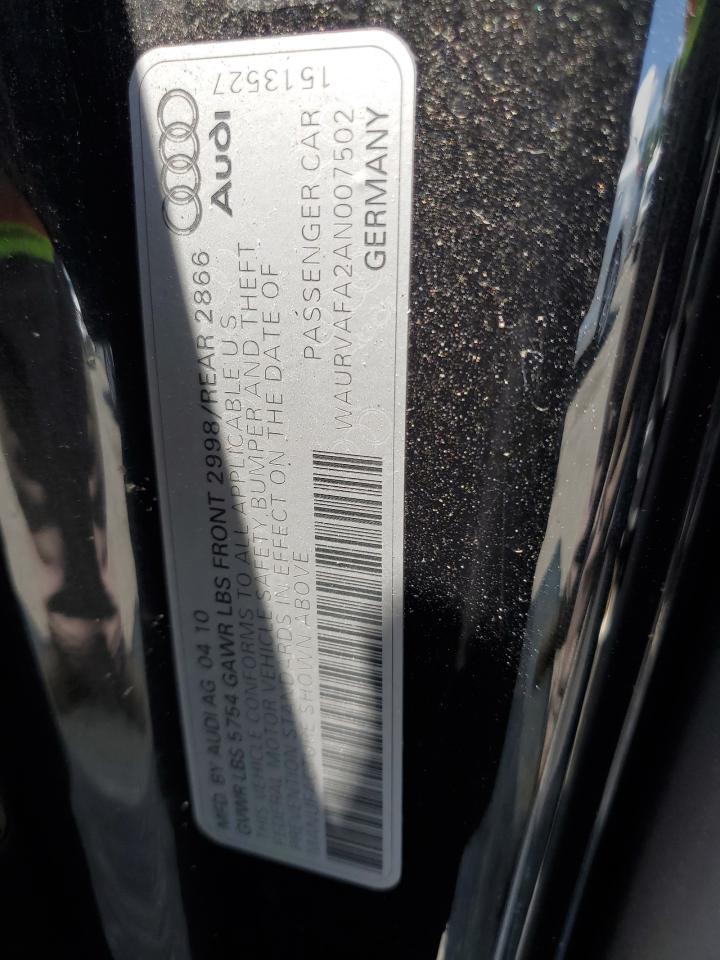 MFD. BY AUDI AG 04 10
GVWR LBS 5754 GAWR LBS FRONT 2998/REAR 2866
THIS VEHICLE CONFORMS TO ALL APPLICABLE U.S.
FEDERAL MOTOR VEHICLE SAFETY BUMPER AND THEFT
PREVENTION STANDARDS IN EFFECT ON THE DATE OF
MANUFACTURE SHOWN ABOVE
Audi
1513527
PASSENGER CAR
WAURVAFA2AN007502
GERMANY